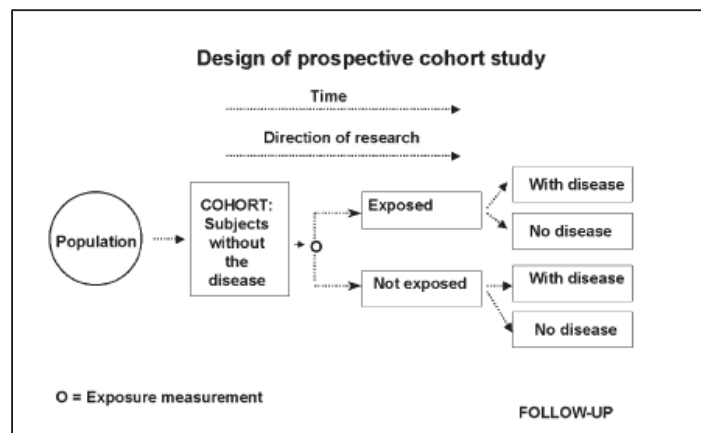 Design of prospective cohort study
Time
Direction of research
Population
COHORT:
Subjects
without
the
disease
O
Exposed
Not exposed
With disease
No disease
With disease
No disease
O = Exposure measurement
FOLLOW-UP